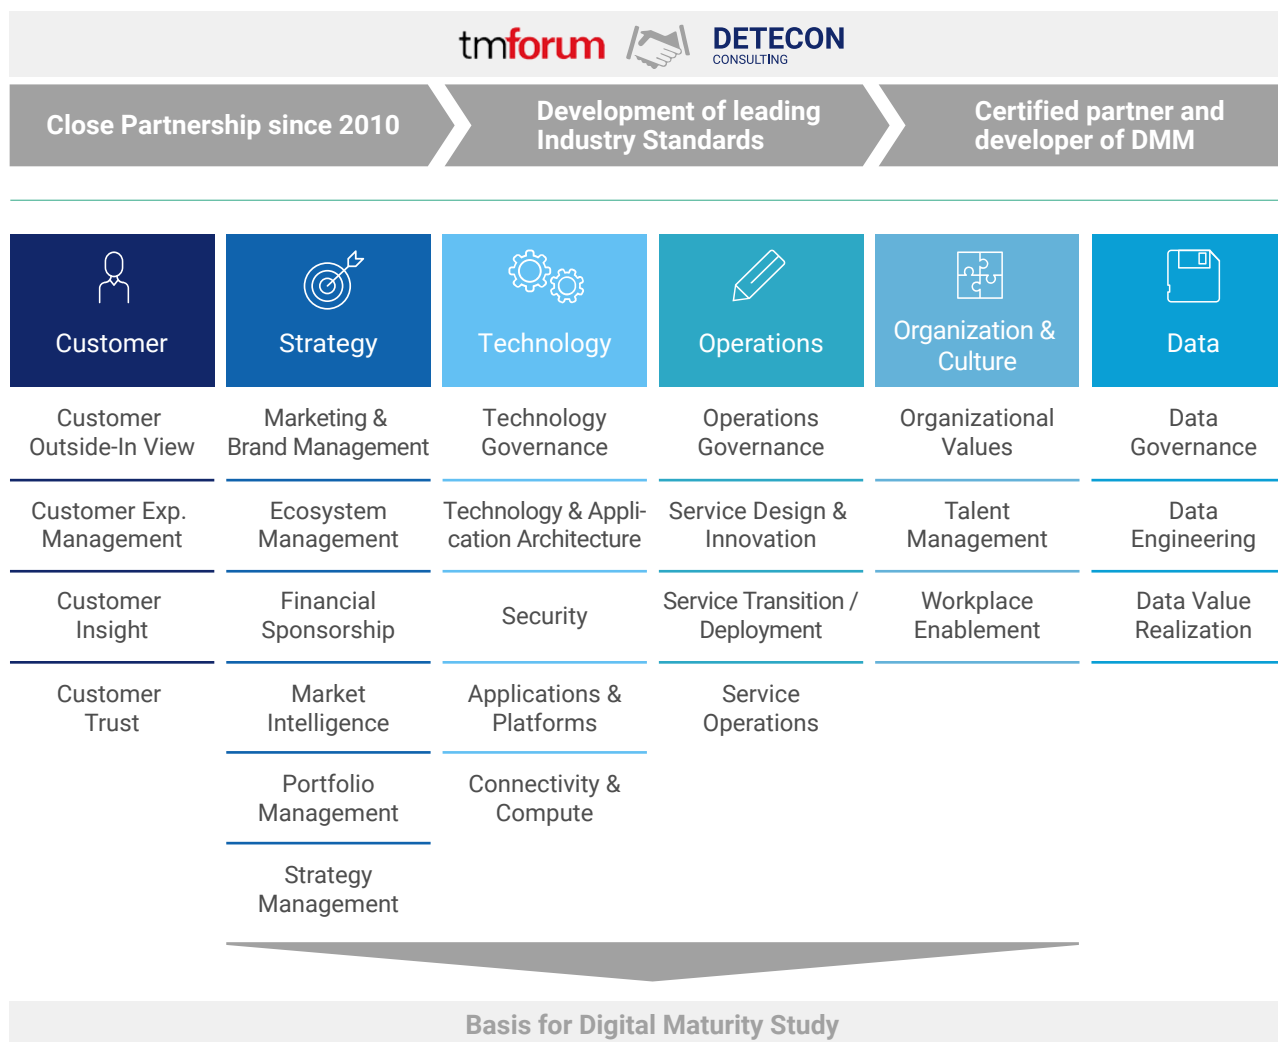 tmforum
DETECON
CONSULTING
Close Partnership since 2010
Development of leading
Industry Standards
Certified partner and
developer of DMM
Customer
Strategy
Technology
Operations
Organization &
Culture
Data
Customer
Outside-In View
Customer Exp.
Management
Customer
Insight
Customer
Trust
Marketing &
Brand Management
Ecosystem
Management
Financial
Sponsorship
Market
Intelligence
Portfolio
Management
Strategy
Management
Technology
Governance
Technology & Appli-
cation Architecture
Security
Applications &
Platforms
Connectivity &
Compute
Operations
Governance
Service Design &
Innovation
Service Transition /
Deployment
Service
Operations
Organizational
Values
Talent
Management
Workplace
Enablement
Data
Governance
Data
Engineering
Data Value
Realization
Basis for Digital Maturity Study